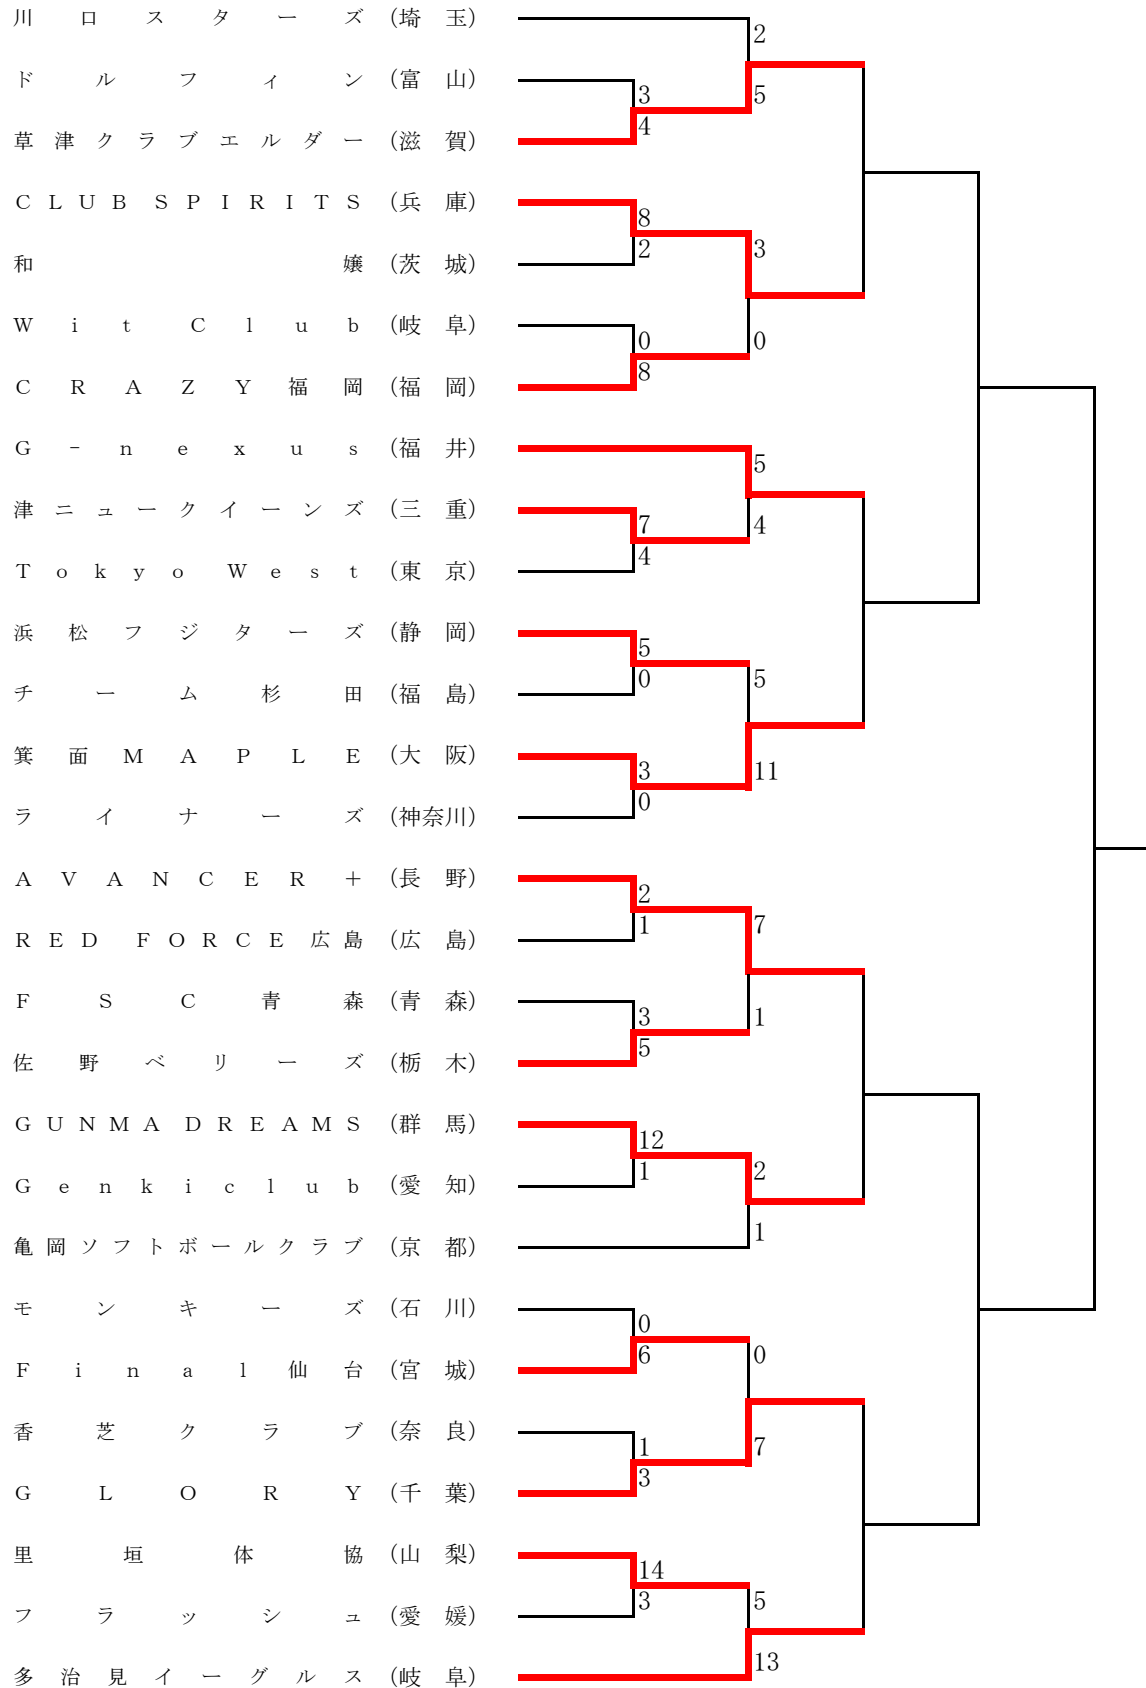 川口スターズ（埼 玉）
2
ドルフィン（富 山）
3
5
草津クラブエルダー（滋 賀）
4
CLUB SPIRITS（兵 庫）
8
2
3
和嬢（茨 城）
Wit Club（岐 阜）
0
0
8
CRAZY福岡（福 岡）
G-nexus（福 井）
5
津ニュークイーンズ（三 重）
7
4
4
Tokyo West（東 京）
浜松フジターズ（静 岡）
5
0
5
チーム杉田（福 島）
箕面MAPLE（大 阪）
3
11
0
ライナーズ（神奈川）
AVANCER＋（長 野）
2
1
7
RED FORCE広島（広 島）
FSC青森（青 森）
3
1
5
佐野ベリーズ（栃 木）
GUNMA DREAMS（群 馬）
12
1
2
Genkiclub（愛 知）
1
亀岡ソフトボールクラブ（京 都）
モンキーズ（石 川）
0
6
0
Final仙台（宮 城）
香芝クラブ（奈 良）
1
7
3
GLORY（千 葉）
里垣体協（山 梨）
14
3
5
フラッシュ（愛 媛）
13
多治見イーグルス（岐 阜）